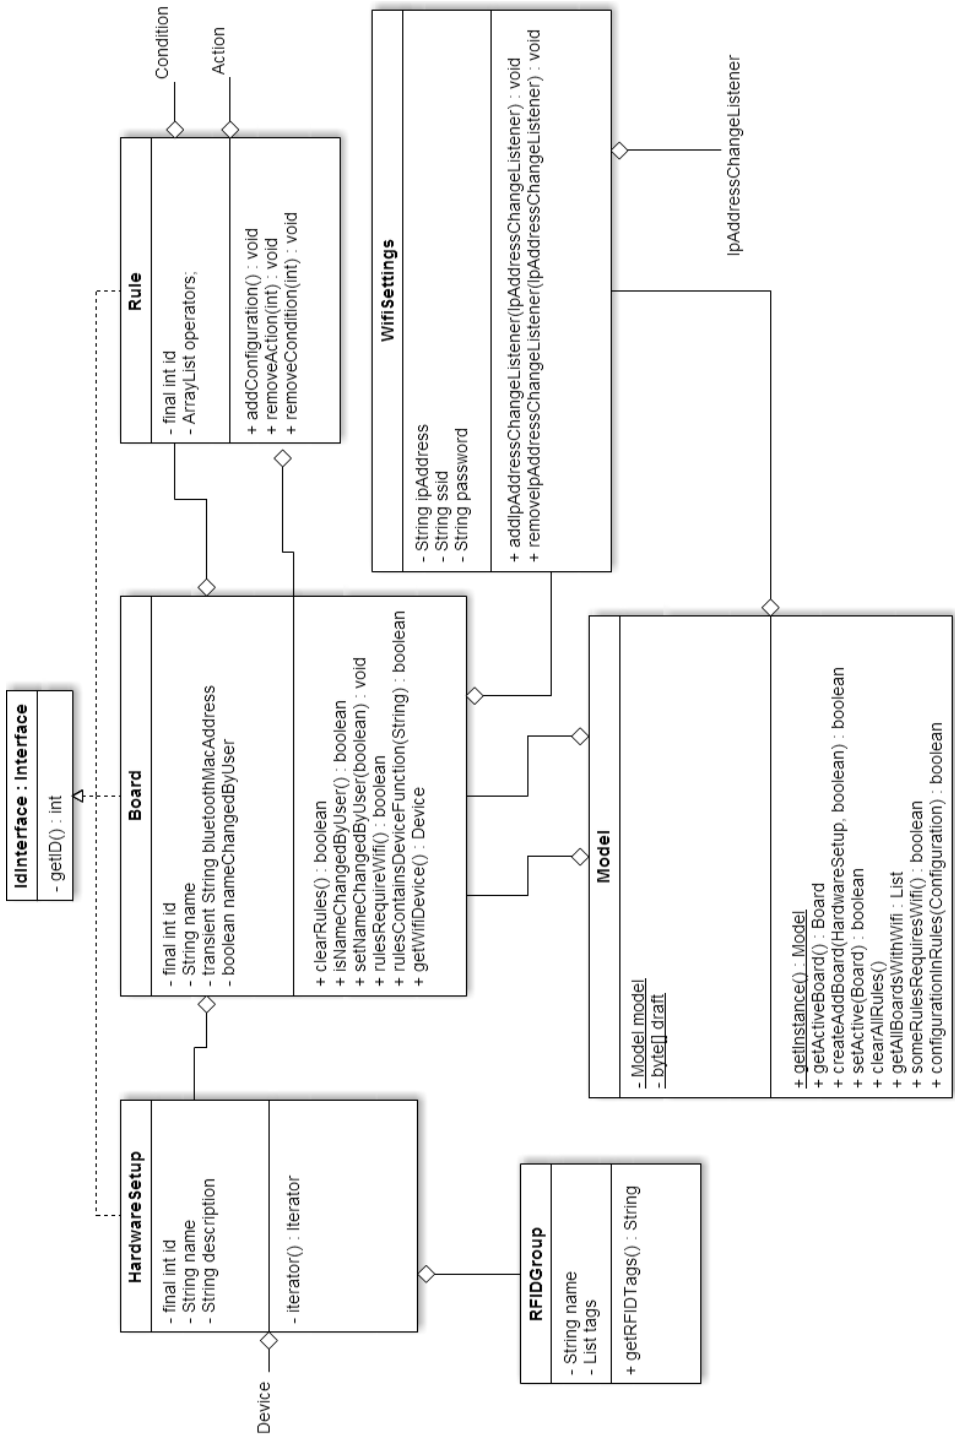 IdInterface : Interface
- getID() : int
HardwareSetup
- final int id
- String name
- String description
- iterator() : Iterator
Device
Board
- final int id
- String name
- transient String bluetoothMacAddress
- boolean nameChangedByUser
+ clearRules() : boolean
+ isNameChangedByUser() : boolean
+ setNameChangedByUser(boolean) : void
+ rulesRequireWifi() : boolean
+ rulesContainsDeviceFunction(String) : boolean
+ getWifiDevice() : Device
Rule
- final int id
- ArrayList operators;
+ addConfiguration() : void
+ removeAction(int) : void
+ removeCondition(int) : void
Condition
Action
RFIDGroup
- String name
- List tags
+ getRFIDTags() : String
Model
- Model model
- byte[] draft
+ getInstance() : Model
+ getActiveBoard() : Board
+ createAddBoard(HardwareSetup, boolean) : boolean
+ setActive(Board) : boolean
+ clearAllRules()
+ getAllBoardsWithWifi : List
+ someRulesRequiresWifi() : boolean
+ configurationInRules(Configuration) : boolean
WifiSettings
- String ipAddress
- String ssid
- String password
+ addIpAddressChangeListener(IpAddressChangeListener) : void
+ removeIpAddressChangeListener(IpAddressChangeListener) : void
IpAddressChangeListener